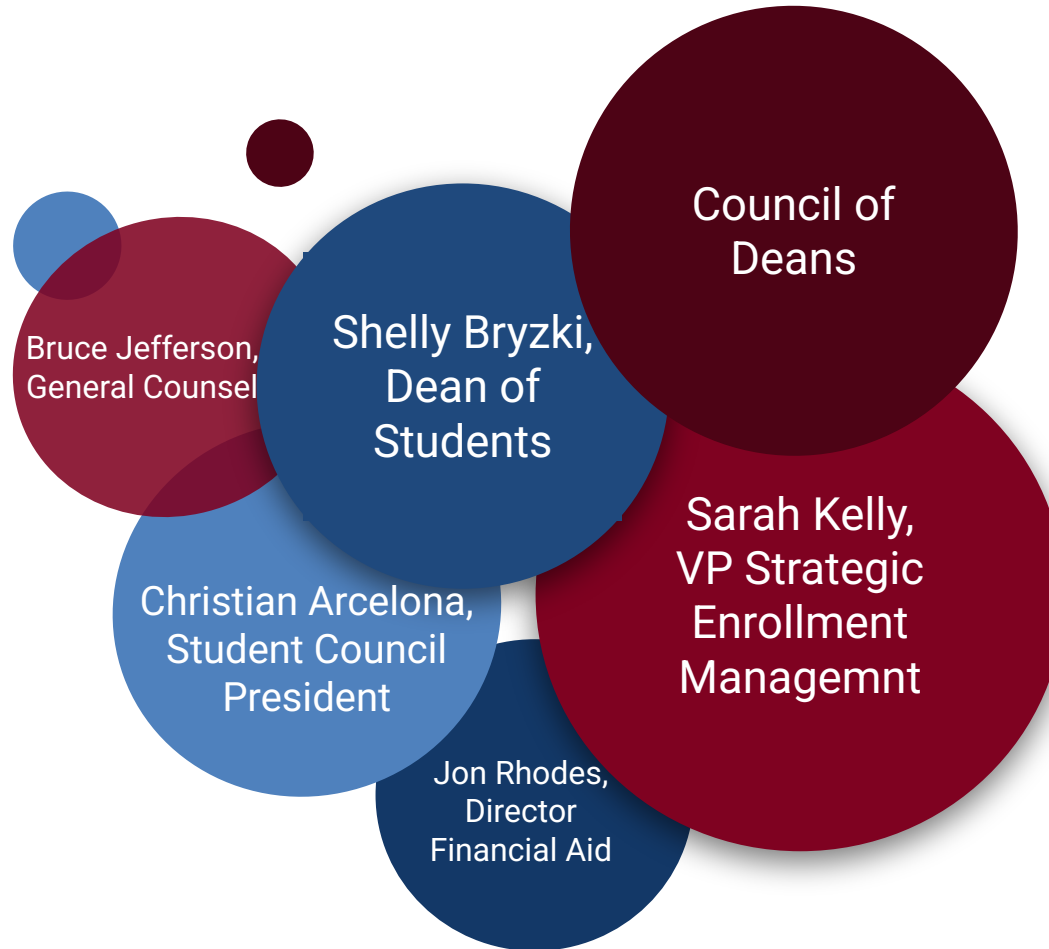 Council of
Deans
Shelly Bryzki,
Dean of
Students
Bruce Jefferson,
General Counsel
Sarah Kelly,
VP Strategic
Enrollment
Managemnt
Christian Arcelona,
Student Council
President
Jon Rhodes,
Director
Financial Aid